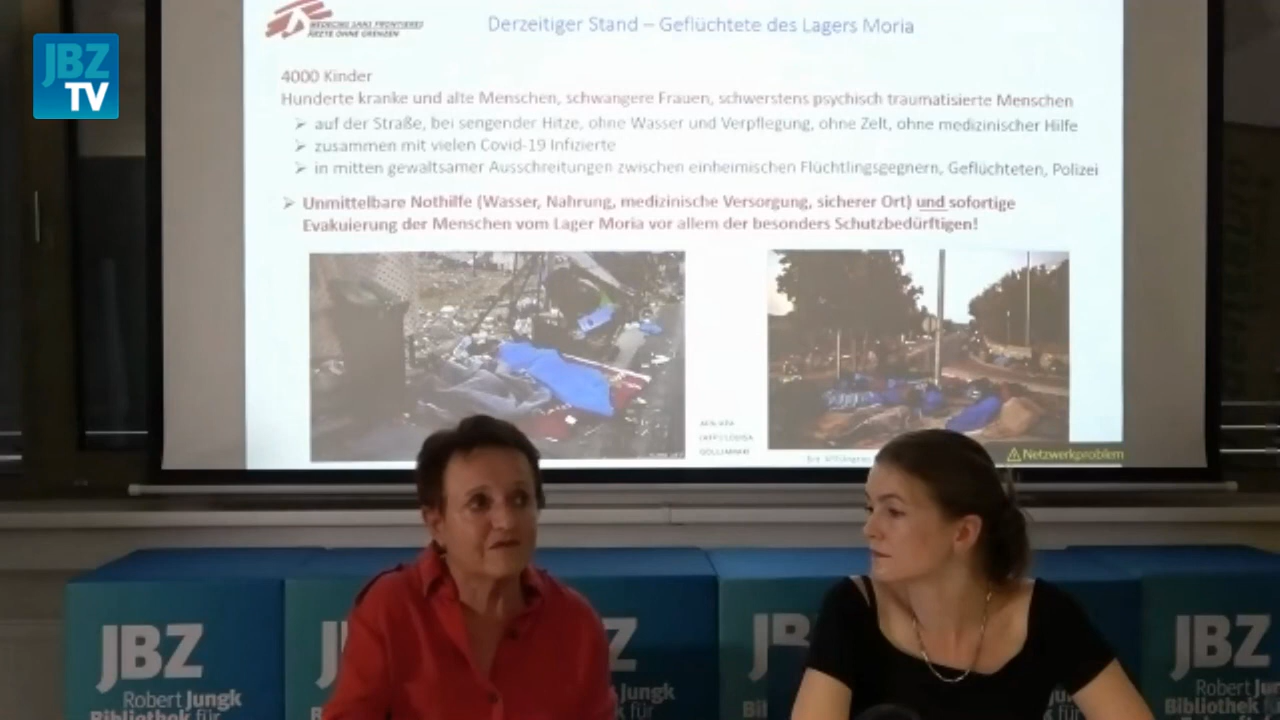 JBZ
TV
MEDECINS SANS FRONTIERES
ÄRZTE OHNE GRENZEN
Derzeitiger Stand – Geflüchtete des Lagers Moria
4000 Kinder
Hunderte kranke und alte Menschen, schwangere Frauen, schwerstens psychisch traumatisierte Menschen
auf der Straße, bei sengender Hitze, ohne Wasser und Verpflegung, ohne Zelt, ohne medizinischer Hilfe
zusammen mit vielen Covid-19 Infizierte
in mitten gewaltsamer Ausschreitungen zwischen einheimischen Flüchtlingsgegnern, Geflüchteten, Polizei
Unmittelbare Nothilfe (Wasser, Nahrung, medizinische Versorgung, sicherer Ort) und sofortige
Evakuierung der Menschen vom Lager Moria vor allem der besonders Schutzbedürftigen!
Netzwerkproblem
JBZ
Robert Jungk
Bibliothek für
J
Z
Jungk
für
JB
JBZ
Robert Ju
Bibliothek